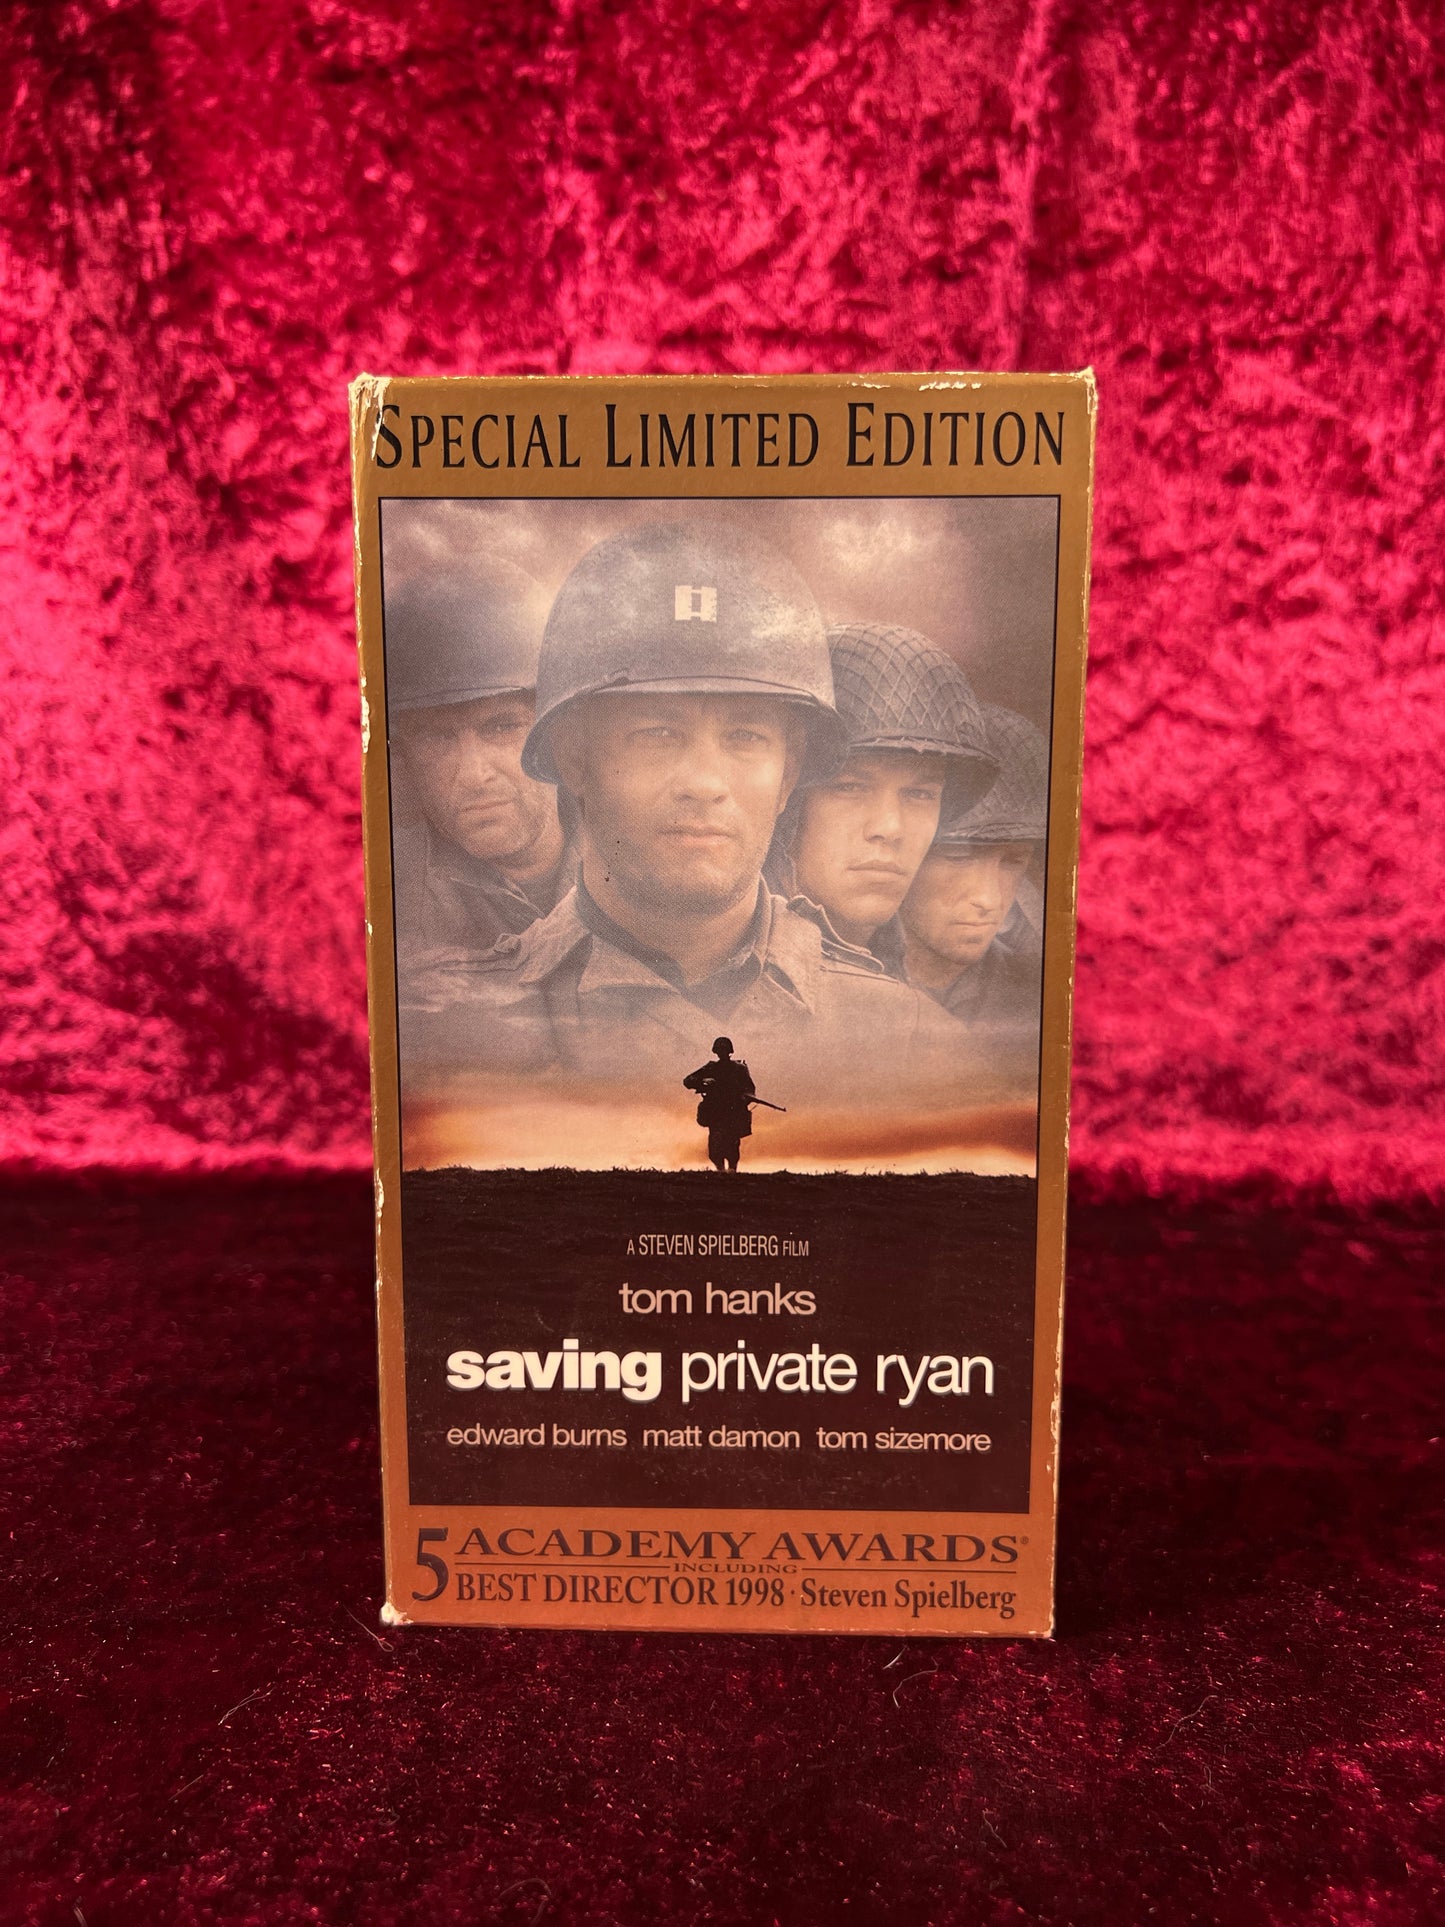 SPECIAL LIMITED EDITION
A STEVEN SPIELBERG FILM
tom hanks
saving private ryan
edward burns matt damon tom sizemore
5 ACADEMY AWARDS®
INCLUDING
BEST DIRECTOR 1998 · Steven Spielberg